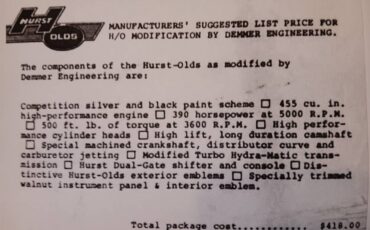 HURST
OLDS
MANUFACTURERS' SUGGESTED LIST PRICE FOR
H/O MODIFICATION BY DEMMER ENGINEERING.
The components of the Hurst-Olds as modified by
Demmer Engineering are:
Competition silver and black paint scheme □ 455 cu. in.
high-performance engine □ 390 horsepower at 5000 R.P.M.
□ 500 ft. lb. of torque at 3600 R.P.M. □ High perfor-
mance cylinder heads □ High lift, long duration camshaft
□ Special machined crankshaft, distributor curve and
carburetor jetting □ Modified Turbo Hydra-Matic trans-
mission □ Hurst Dual-Gate shifter and console □ Dis-
tinctive Hurst-Olds exterior emblems □ Specially trimmed
walnut instrument panel & interior emblem.
Total package cost............. $418.00